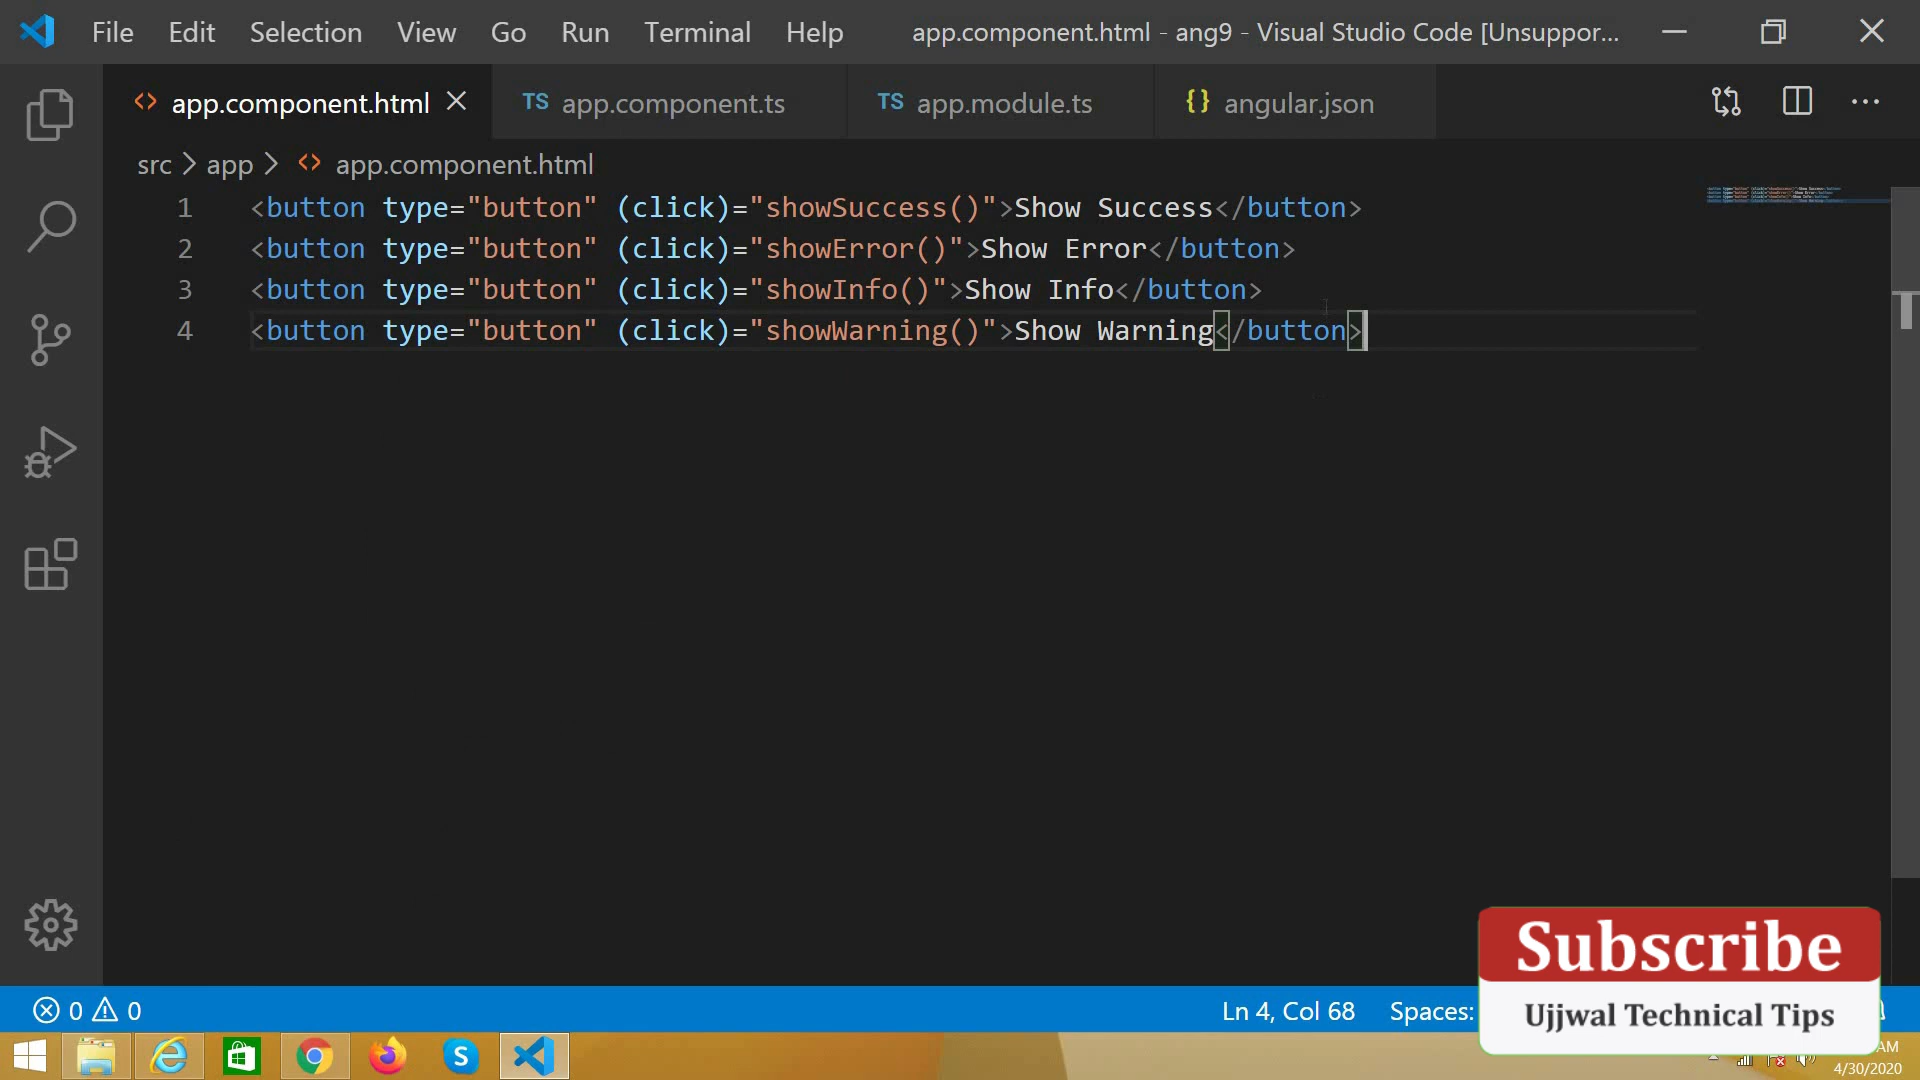 File Edit Selection View Go Run Terminal Help app.component.html - ang9 - Visual Studio Code [Unsuppor...
app.component.html TS app.component.ts TS app.module.ts {} angular.json
src > app > app.component.html
1 <button type="button" (click)="showSuccess()">Show Success</button>
2 <button type="button" (click)="showError()">Show Error</button>
3 <button type="button" (click)="showInfo()">Show Info</button>
4 <button type="button" (click)="showWarning()">Show Warning</button>
Subscribe
Ujjwal Technical Tips
0 0 Ln 4, Col 68 Spaces:
AM
4/30/2020